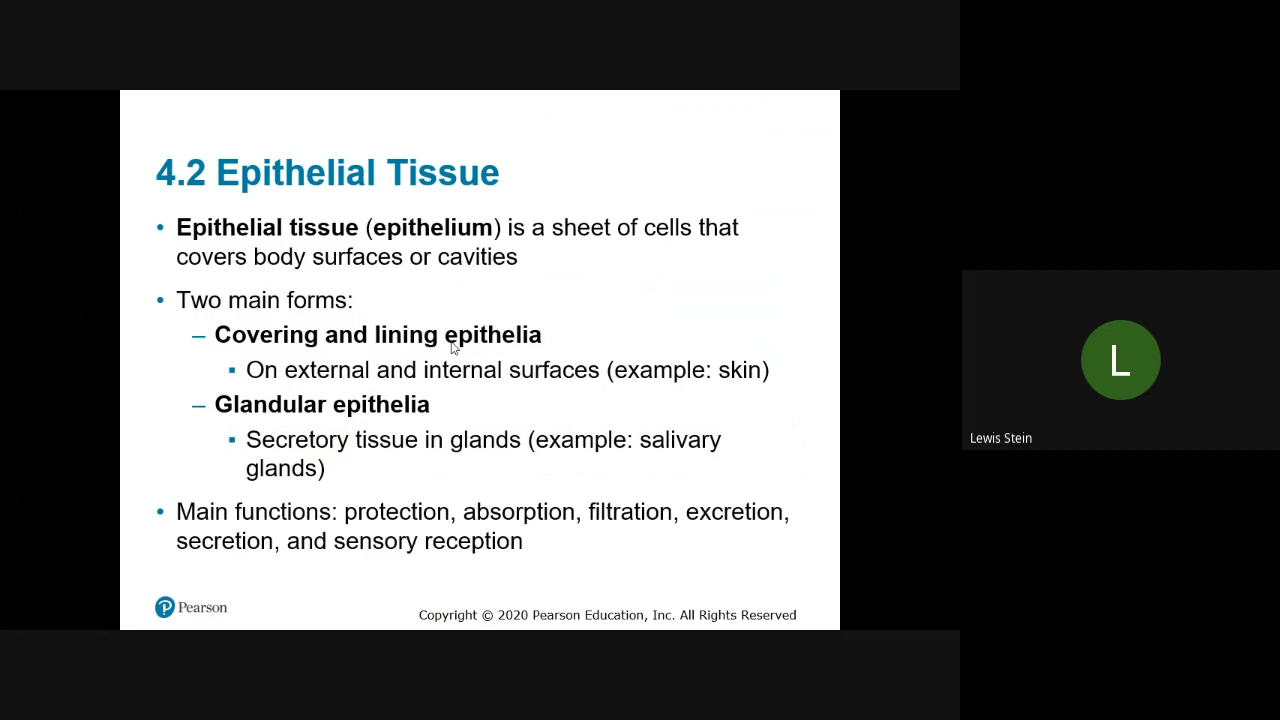 4.2 Epithelial Tissue
• Epithelial tissue (epithelium) is a sheet of cells that
covers body surfaces or cavities
• Two main forms:
– Covering and lining epithelia
▪ On external and internal surfaces (example: skin)
– Glandular epithelia
▪ Secretory tissue in glands (example: salivary
glands)
• Main functions: protection, absorption, filtration, excretion,
secretion, and sensory reception
P Pearson
Copyright © 2020 Pearson Education, Inc. All Rights Reserved
L
Lewis Stein